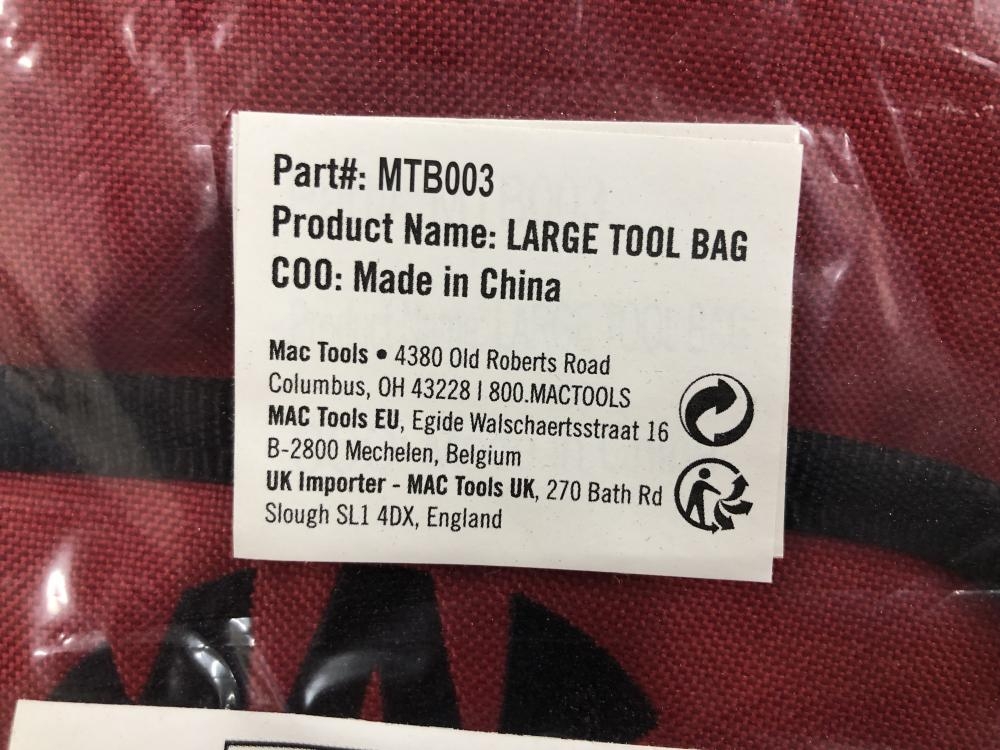 Part#: MTB003
Product Name: LARGE TOOL BAG
COO: Made in China
Mac Tools • 4380 Old Roberts Road
Columbus, OH 43228 | 800.MACTOOLS
MAC Tools EU, Egide Walschaertsstraat 16
B-2800 Mechelen, Belgium
UK Importer - MAC Tools UK, 270 Bath Rd
Slough SL1 4DX, England